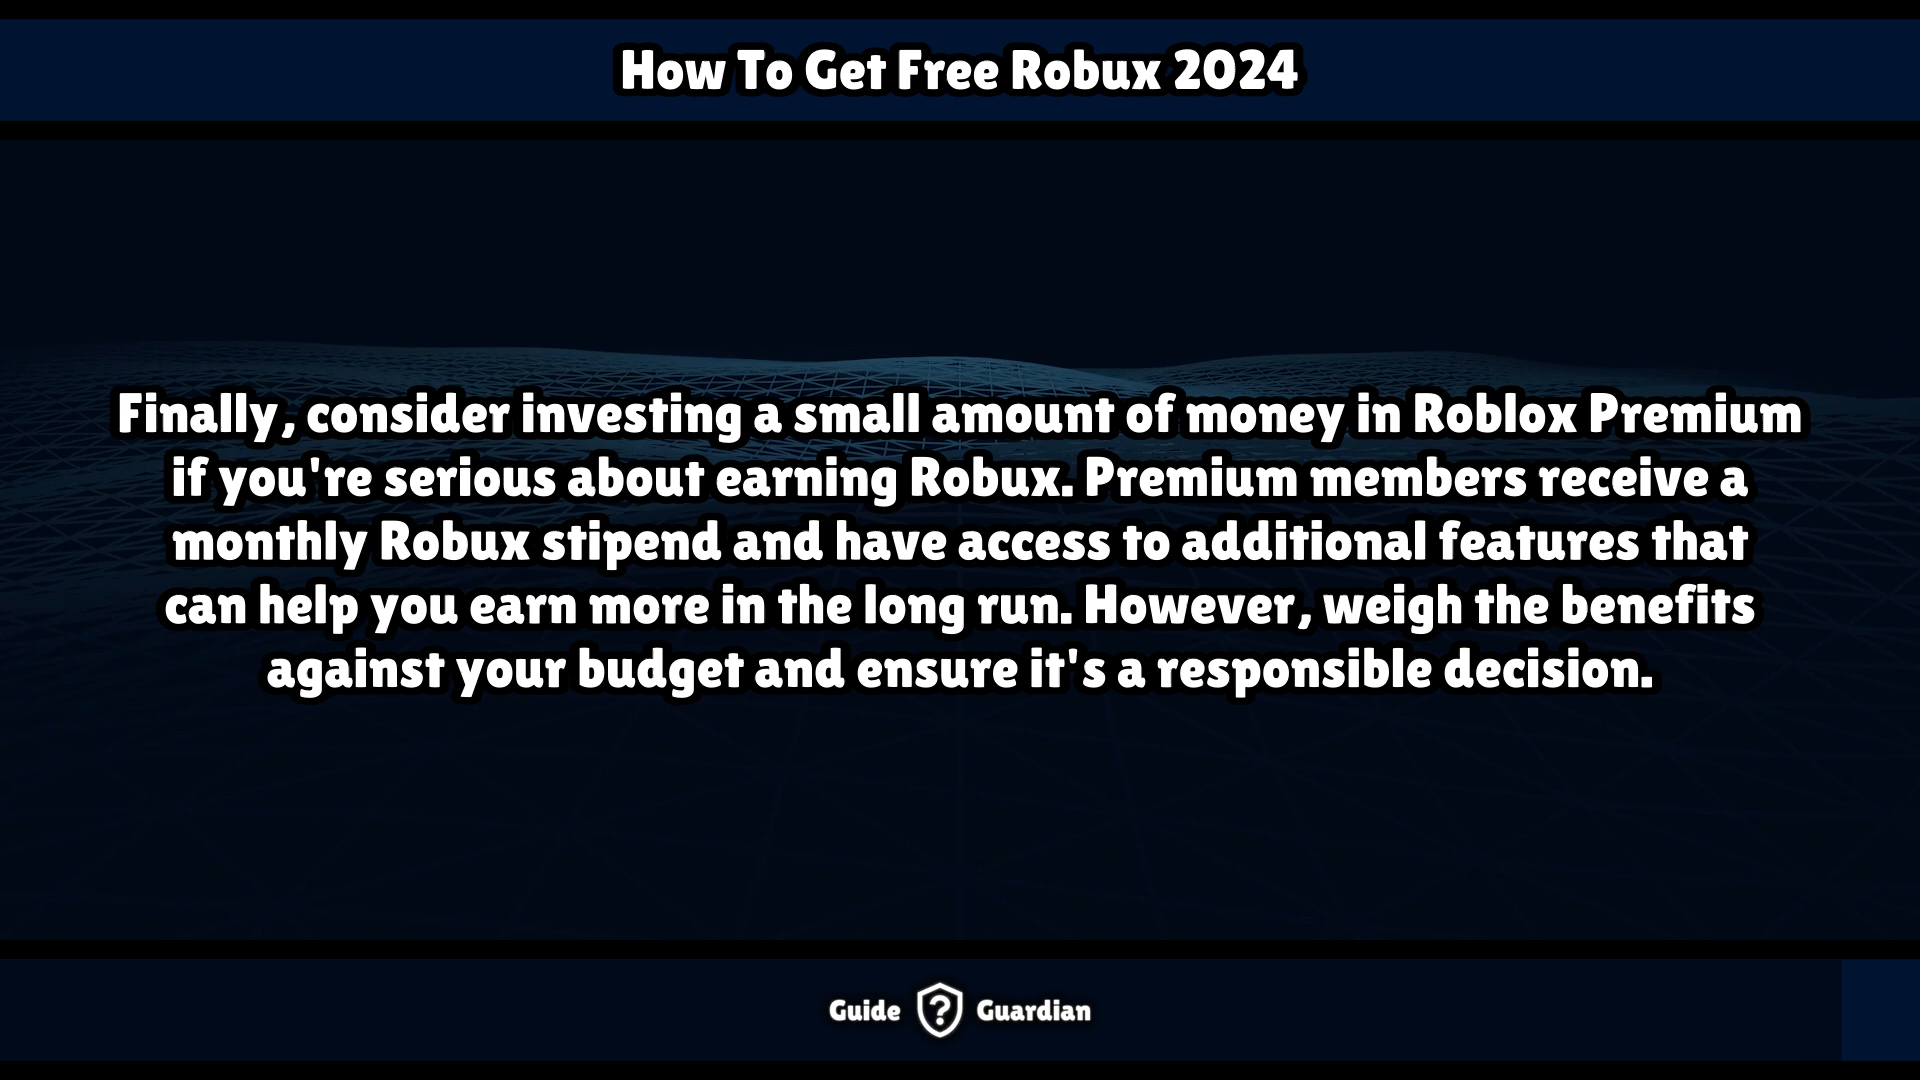 How To Get Free Robux 2024
Finally, consider investing a small amount of money in Roblox Premium
if you're serious about earning Robux. Premium members receive a
monthly Robux stipend and have access to additional features that
can help you earn more in the long run. However, weigh the benefits
against your budget and ensure it's a responsible decision.
Guide ? Guardian